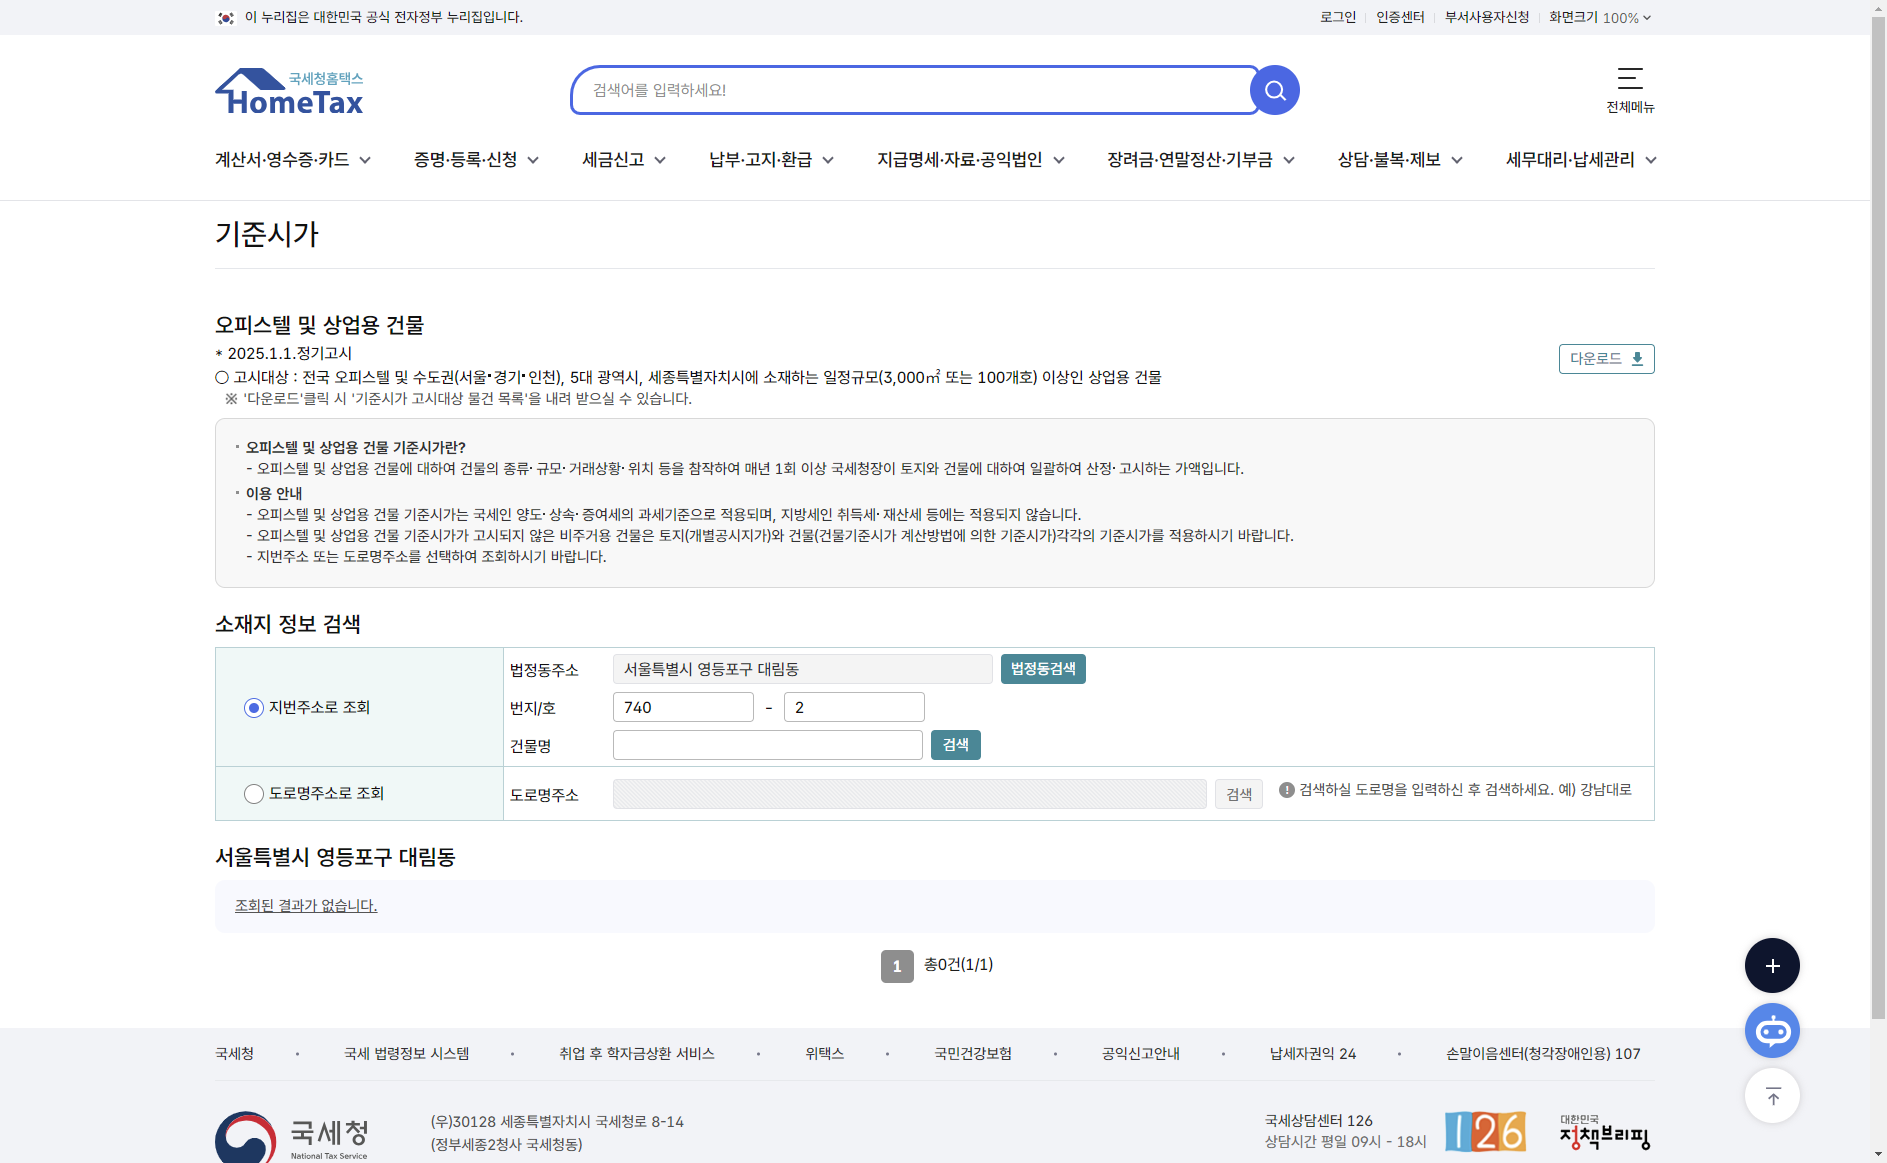 이 누리집은 대한민국 공식 전자정부 누리집입니다.
로그인 인증센터 부서사용자신청 화면크기 100%
국세청홈택스
HomeTax
검색어를 입력하세요!
전체메뉴
계산서·영수증·카드 증명·등록·신청 세금신고 납부·고지·환급 지급명세·자료·공익법인 장려금·연말정산·기부금 상담·불복·제보 세무대리·납세관리
기준시가
오피스텔 및 상업용 건물
* 2025.1.1.정기고시
다운로드
○ 고시대상 : 전국 오피스텔 및 수도권(서울·경기·인천), 5대 광역시, 세종특별자치시에 소재하는 일정규모(3,000㎡ 또는 100개호) 이상인 상업용 건물
※ '다운로드'클릭 시 '기준시가 고시대상 물건 목록'을 내려 받으실 수 있습니다.
· 오피스텔 및 상업용 건물 기준시가란?
- 오피스텔 및 상업용 건물에 대하여 건물의 종류· 규모· 거래상황· 위치 등을 참작하여 매년 1회 이상 국세청장이 토지와 건물에 대하여 일괄하여 산정· 고시하는 가액입니다.
· 이용 안내
- 오피스텔 및 상업용 건물 기준시가는 국세인 양도· 상속· 증여세의 과세기준으로 적용되며, 지방세인 취득세· 재산세 등에는 적용되지 않습니다.
- 오피스텔 및 상업용 건물 기준시가가 고시되지 않은 비주거용 건물은 토지(개별공시지가)와 건물(건물기준시가 계산방법에 의한 기준시가)각각의 기준시가를 적용하시기 바랍니다.
- 지번주소 또는 도로명주소를 선택하여 조회하시기 바랍니다.
소재지 정보 검색
지번주소로 조회
법정동주소 서울특별시 영등포구 대림동 법정동검색
번지/호 740 - 2
건물명 검색
도로명주소로 조회
도로명주소 검색 검색하실 도로명을 입력하신 후 검색하세요. 예) 강남대로
서울특별시 영등포구 대림동
조회된 결과가 없습니다.
1 총0건(1/1)
국세청 · 국세 법령정보 시스템 · 취업 후 학자금상환 서비스 · 위택스 · 국민건강보험 · 공익신고안내 · 납세자권익 24 · 손말이음센터(청각장애인용) 107
국세청
National Tax Service
(우)30128 세종특별자치시 국세청로 8-14
(정부세종2청사 국세청동)
국세상담센터 126
상담시간 평일 09시 - 18시
126
대한민국
정책브리핑